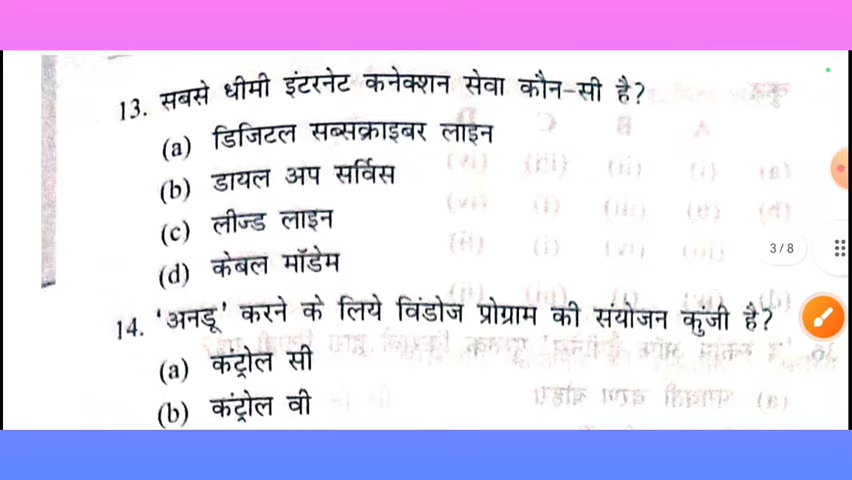 13. सबसे धीमी इंटरनेट कनेक्शन सेवा कौन-सी है?
(a) डिजिटल सब्सक्राइबर लाइन
(b) डायल अप सर्विस
(c) लीज्ड लाइन
(d) केबल मॉडेम
3/8
14. 'अनडू' करने के लिये विंडोज प्रोग्राम की संयोजन कुंजी है?
(a) कंट्रोल सी
(b) कंट्रोल वी